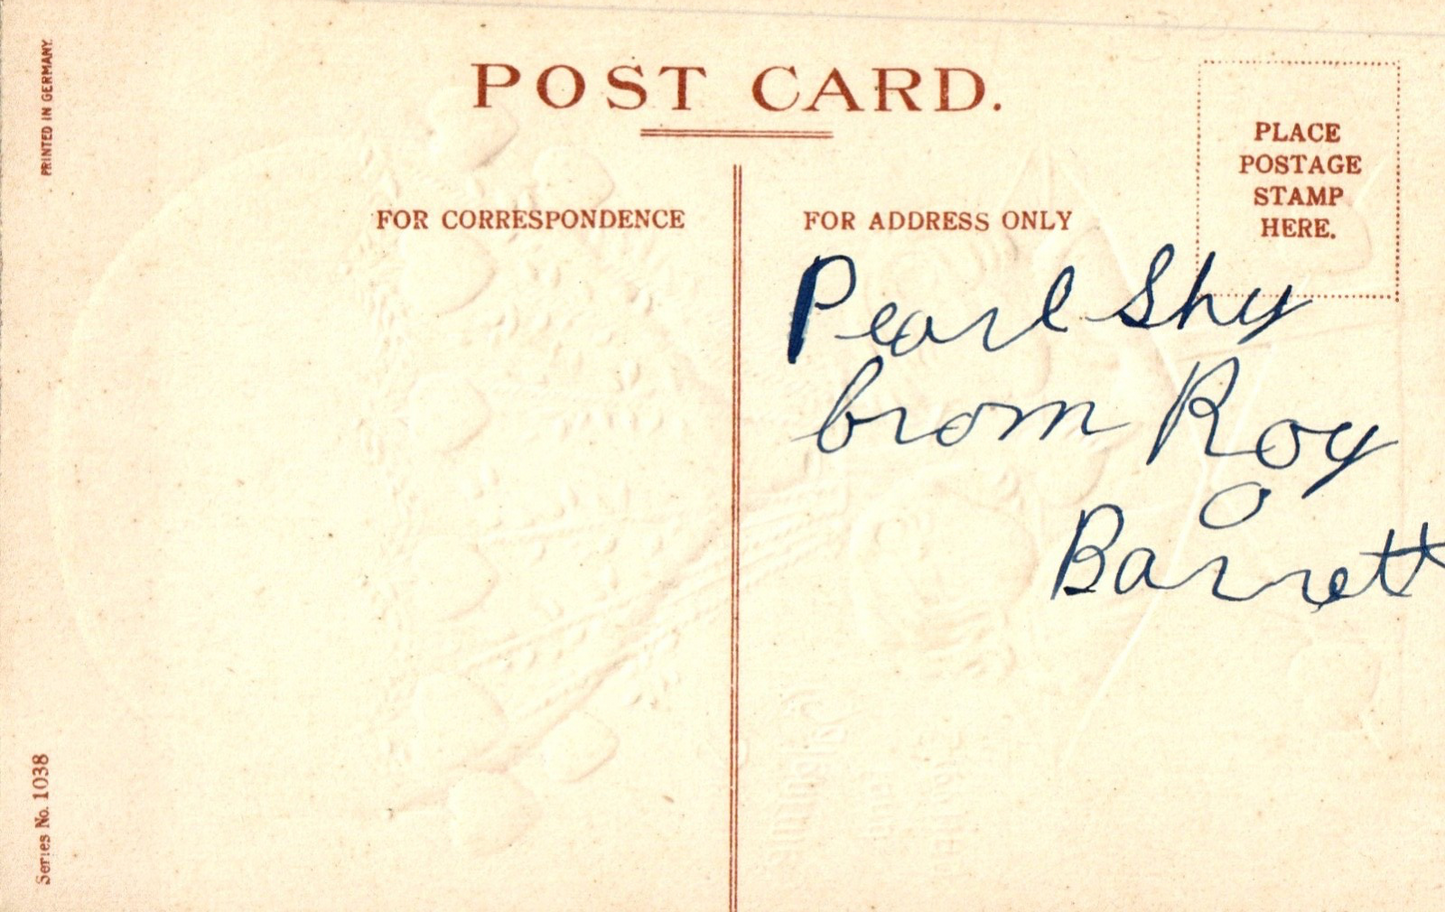 POST CARD.
PRINTED IN GERMANY.
PLACE
POSTAGE
STAMP
HERE.
FOR CORRESPONDENCE
FOR ADDRESS ONLY
Pearl Shy
from Roy
Barrett
Series No. 1038